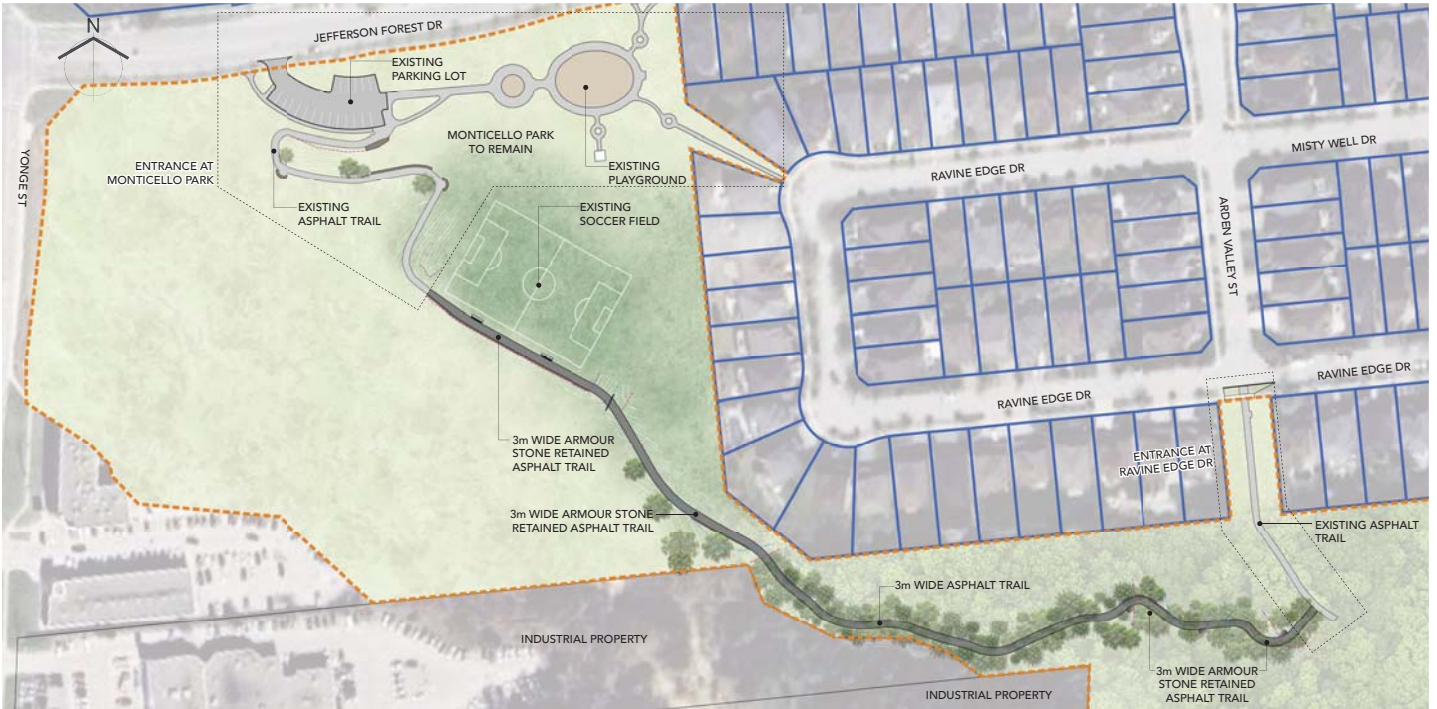 N
JEFFERSON FOREST DR
EXISTING
PARKING LOT
MONTICELLO PARK
TO REMAIN
ENTRANCE AT
MONTICELLO PARK
EXISTING
PLAYGROUND
EXISTING
ASPHALT TRAIL
EXISTING
SOCCER FIELD
YONGE ST
RAVINE EDGE DR
MISTY WELL DR
ARDEN VALLEY ST
RAVINE EDGE DR
RAVINE EDGE DR
3m WIDE ARMOUR
STONE RETAINED
ASPHALT TRAIL
ENTRANCE AT
RAVINE EDGE DR
3m WIDE ARMOUR STONE
RETAINED ASPHALT TRAIL
EXISTING ASPHALT
TRAIL
3m WIDE ASPHALT TRAIL
INDUSTRIAL PROPERTY
3m WIDE ARMOUR
STONE RETAINED
ASPHALT TRAIL
INDUSTRIAL PROPERTY